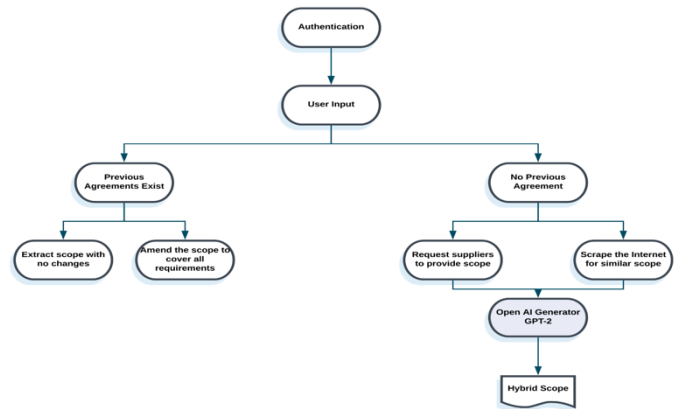 Authentication
User Input
Previous
Agreements Exist
No Previous
Agreement
Extract scope with
no changes
Amend the scope to
cover all
requirements
Request suppliers
to provide scope
Scrape the Internet
for similar scope
Open AI Generator
GPT-2
Hybrid Scope